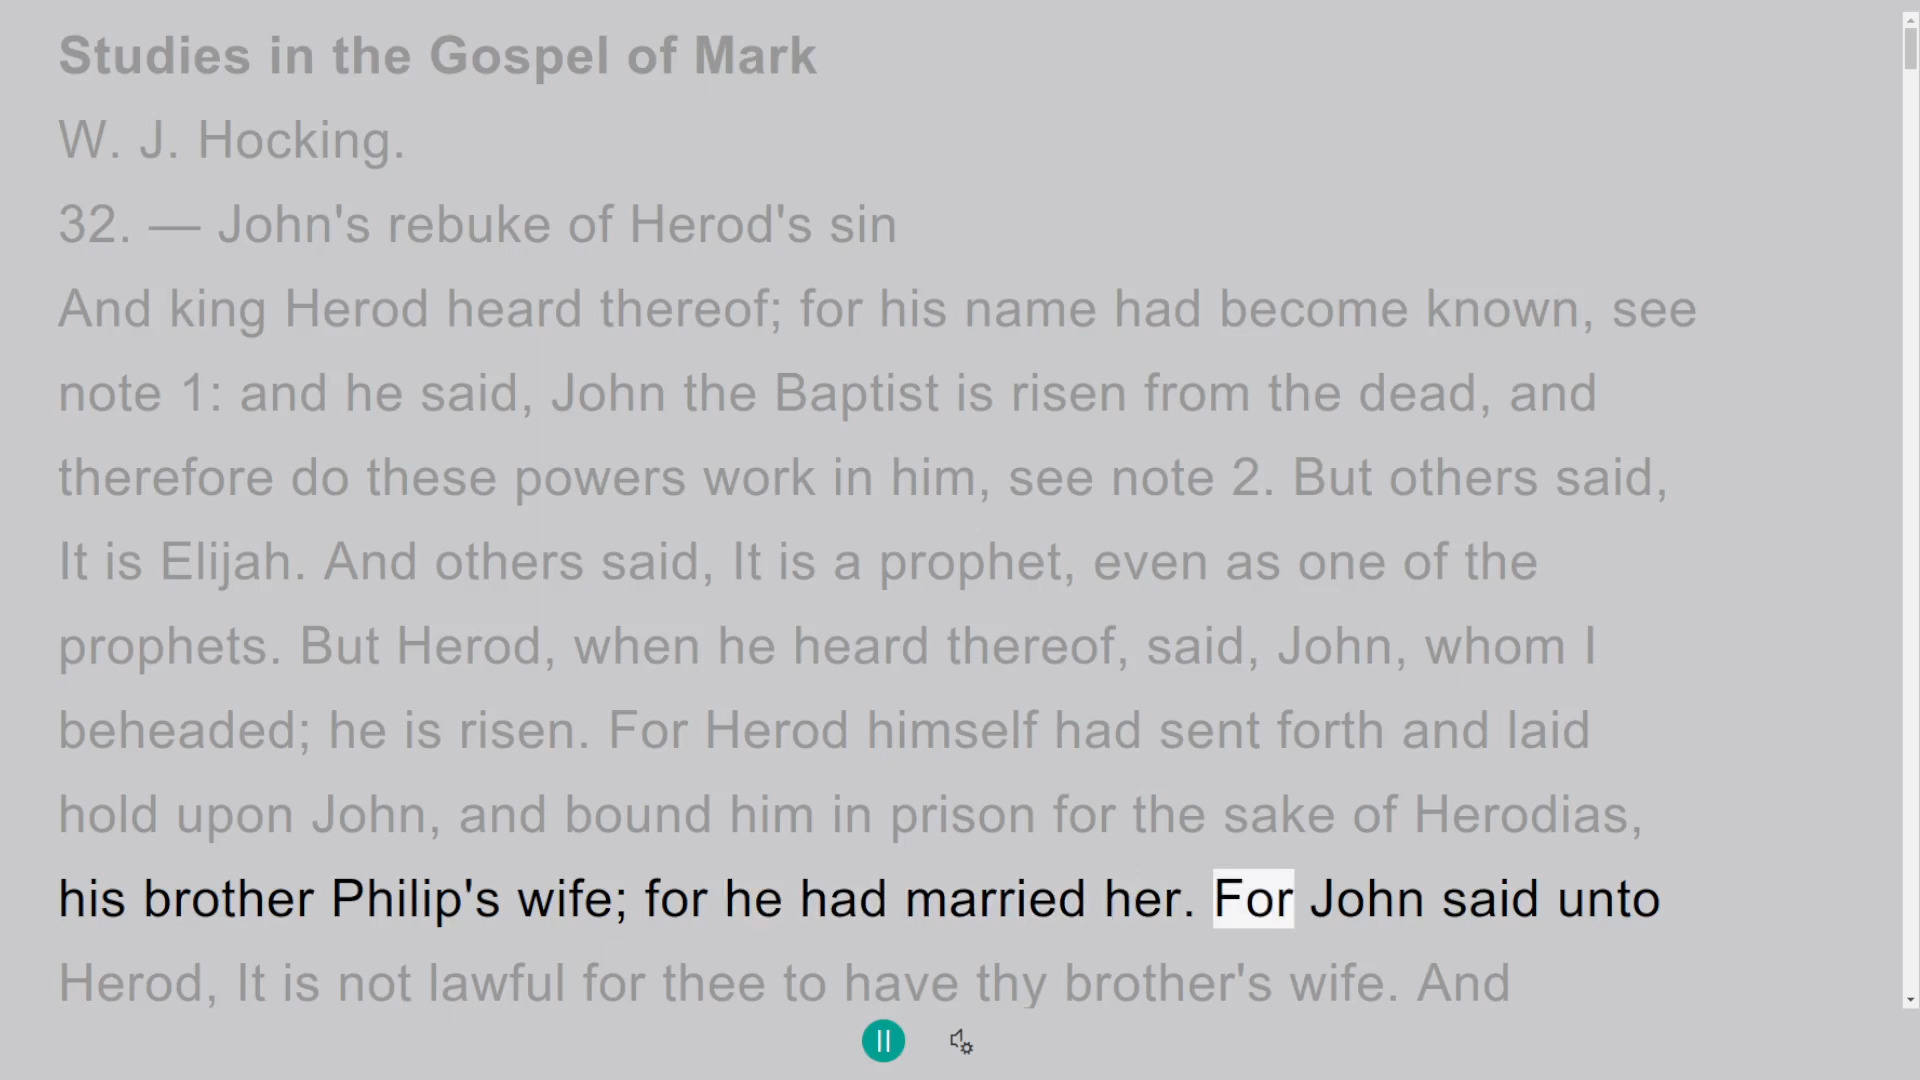 Studies in the Gospel of Mark
W. J. Hocking.
32. — John's rebuke of Herod's sin
And king Herod heard thereof; for his name had become known, see
note 1: and he said, John the Baptist is risen from the dead, and
therefore do these powers work in him, see note 2. But others said,
It is Elijah. And others said, It is a prophet, even as one of the
prophets. But Herod, when he heard thereof, said, John, whom I
beheaded; he is risen. For Herod himself had sent forth and laid
hold upon John, and bound him in prison for the sake of Herodias,
his brother Philip's wife; for he had married her. For John said unto
Herod, It is not lawful for thee to have thy brother's wife. And